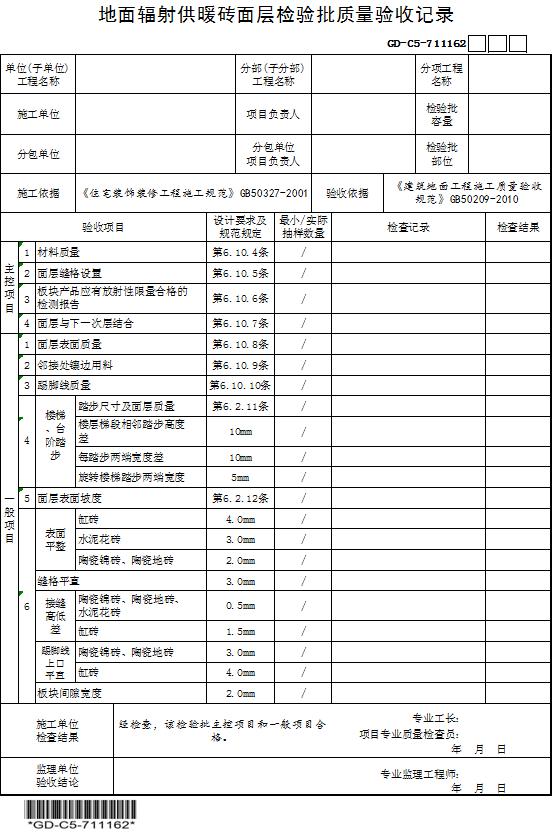 地面辐射供暖砖面层检验批质量验收记录
GD-C5-711162
单位(子单位)
工程名称
分部(子分部)
工程名称
分项工程
名称
施工单位
项目负责人
检验批
容量
分包单位
分包单位
项目负责人
检验批
部位
施工依据
《住宅装饰装修工程施工规范》GB50327-2001
验收依据
《建筑地面工程施工质量验收
规范》GB50209-2010
验收项目
设计要求及
规范规定
最小/实际
抽样数量
检查记录
检查结果
主控项目
1 材料质量 第6.10.4条 /
2 面层缝格设置 第6.10.5条 /
3 板块产品应有放射性限量合格的
检测报告 第6.10.6条 /
4 面层与下一次层结合 第6.10.7条 /
一般项目
1 面层表面质量 第6.10.8条 /
2 邻接处镶边用料 第6.10.9条 /
3 踢脚线质量 第6.10.10条 /
4
楼梯
、台
阶踏
步
踏步尺寸及面层质量 第6.2.11条 /
楼层梯段相邻踏步高度
差 10mm /
每踏步两端宽度差 10mm /
旋转楼梯踏步两端宽度 5mm /
5 面层表面坡度 第6.2.12条 /
6
表面
平整
缸砖 4.0mm /
水泥花砖 3.0mm /
陶瓷锦砖、陶瓷地砖 2.0mm /
缝格平直 3.0mm /
接缝
高低
差
陶瓷锦砖、陶瓷地砖、
水泥花砖 0.5mm /
缸砖 1.5mm /
踢脚线
上口
平直
陶瓷锦砖、陶瓷地砖 3.0mm /
缸砖 4.0mm /
板块间隙宽度 2.0mm /
施工单位
检查结果
经检查，该检验批主控项目和一般项目合
格。
专业工长：
项目专业质量检查员：
年 月 日
监理单位
验收结论
专业监理工程师：
年 月 日
*GD-C5-711162*